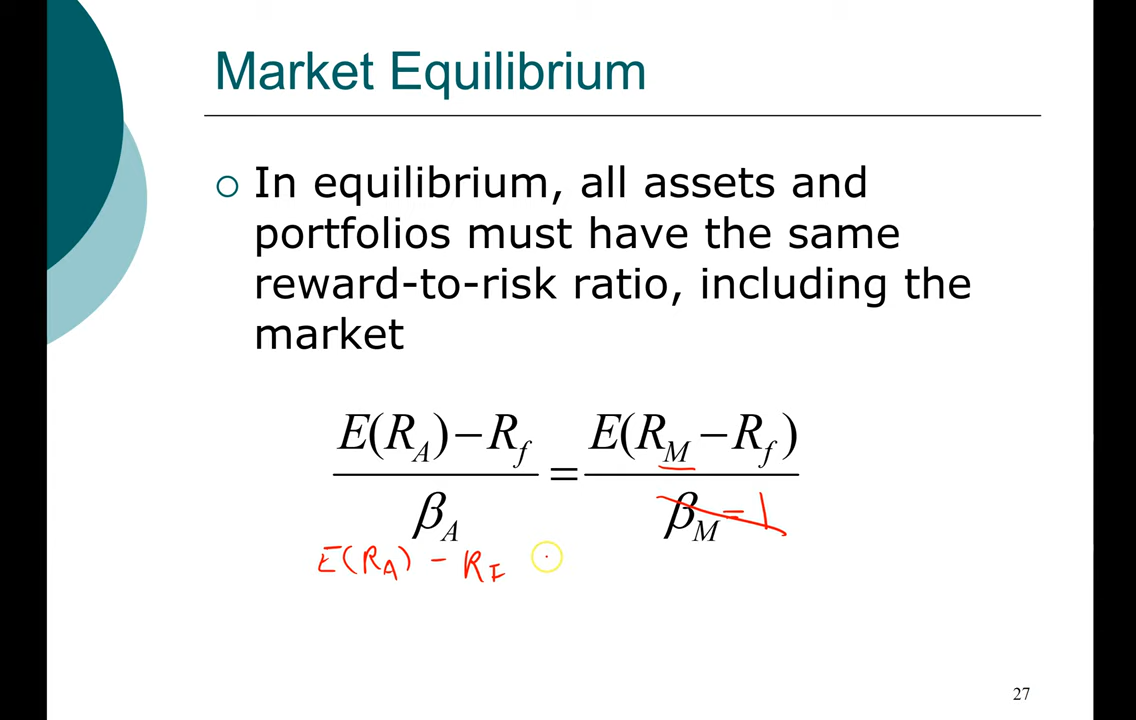 Market Equilibrium
In equilibrium, all assets and
portfolios must have the same
reward-to-risk ratio, including the
market
E(R_A) − R_f / β_A = E(R_M − R_f) / β_M = 1
E(R_A) - R_F
27